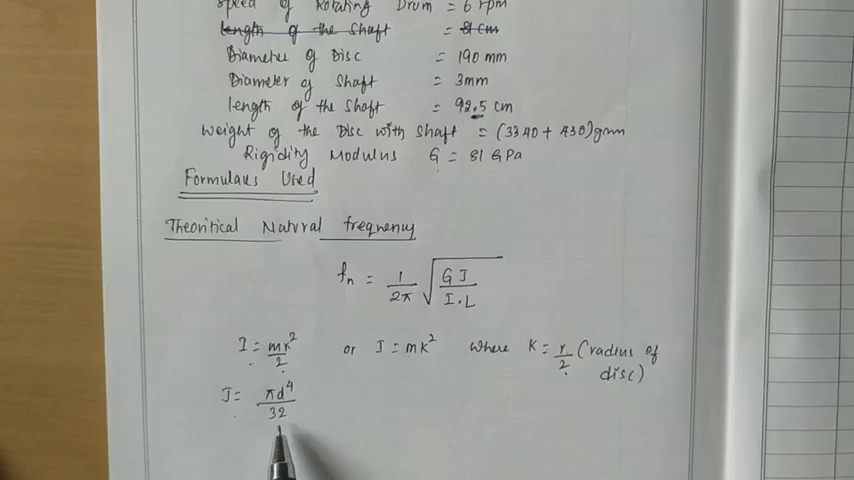 Speed of Rotating Drum = 6 rpm
length of the shaft = 81 cm
Diameter of Disc = 190 mm
Diameter of Shaft = 3mm
length of the shaft = 92.5 cm
Weight of the Disc with shaft = (3340 + 430) gmm
Rigidity Modulus G = 81 GPa
Formulaus Used
Theoritical Natural frequency
fn = 1/2π √(GJ/I.L)
I = mr²/2 or I = mk² where K = r/2 (radius of
disc)
J = πd⁴/32